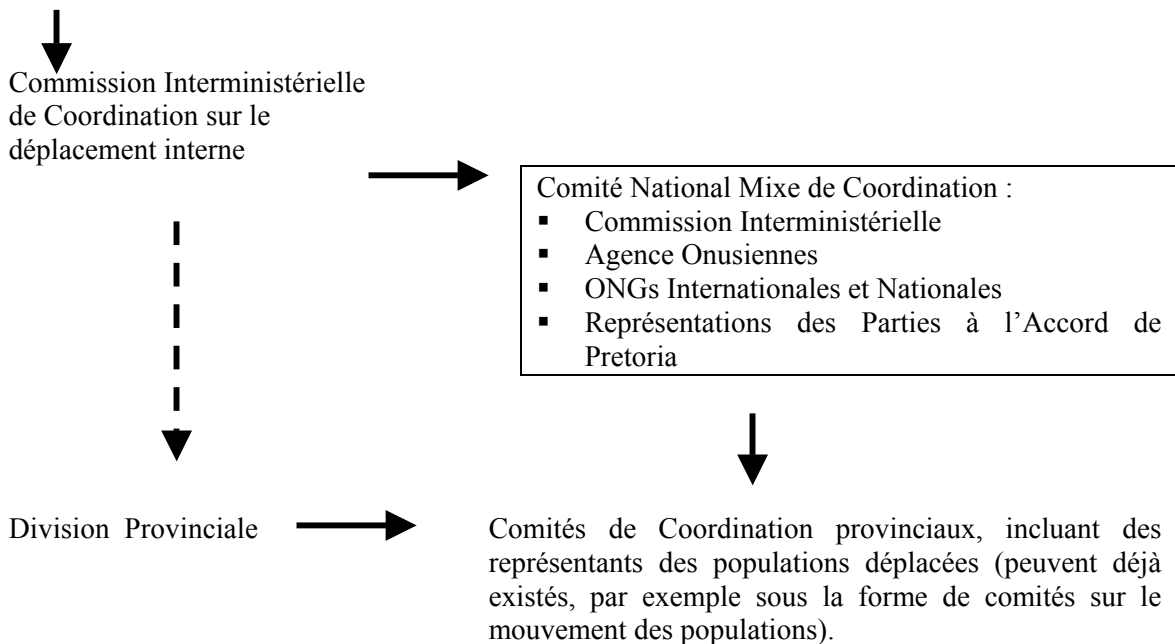 Commission Interministérielle
de Coordination sur le
déplacement interne
Comité National Mixe de Coordination :
▪ Commission Interministérielle
▪ Agence Onusiennes
▪ ONGs Internationales et Nationales
▪ Représentations des Parties à l’Accord de
Pretoria
Division Provinciale
Comités de Coordination provinciaux, incluant des
représentants des populations déplacées (peuvent déjà
existés, par exemple sous la forme de comités sur le
mouvement des populations).